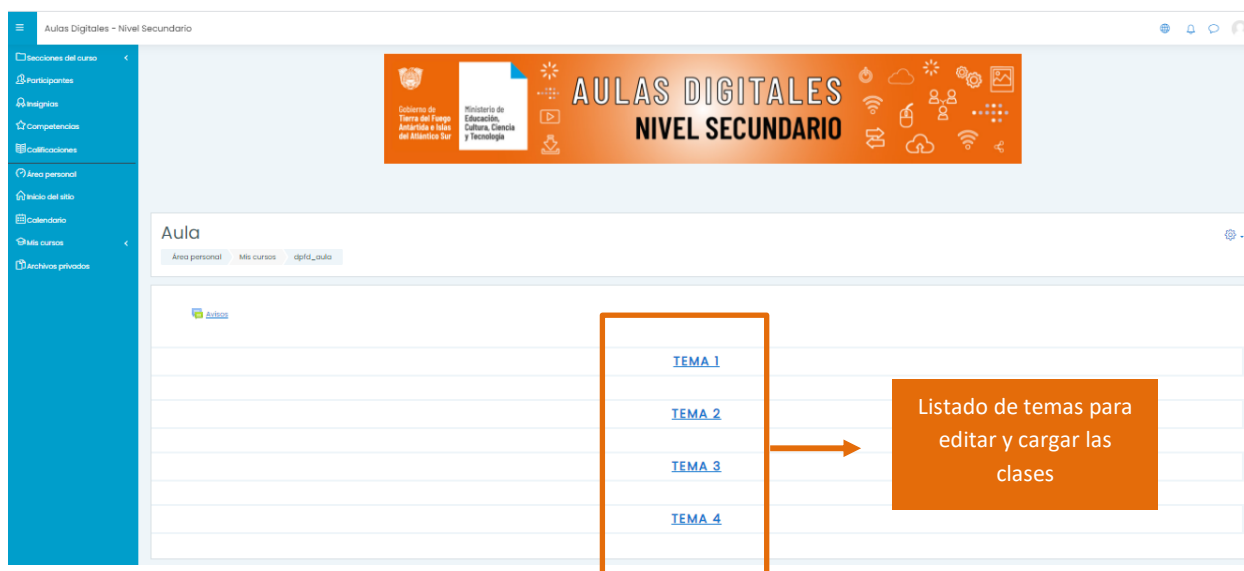 Aulas Digitales - Nivel Secundario
Secciones del curso
Participantes
Insignias
Competencias
Calificaciones
Área personal
Inicio del sitio
Calendario
Mis cursos
Archivos privados
Gobierno de
Tierra del Fuego
Antártida e Islas
del Atlántico Sur
Ministerio de
Educación,
Cultura, Ciencia
y Tecnología
AULAS DIGITALES
NIVEL SECUNDARIO
Aula
Área personal Mis cursos dpfd_aula
Avisos
TEMA 1
TEMA 2
TEMA 3
TEMA 4
Listado de temas para
editar y cargar las
clases